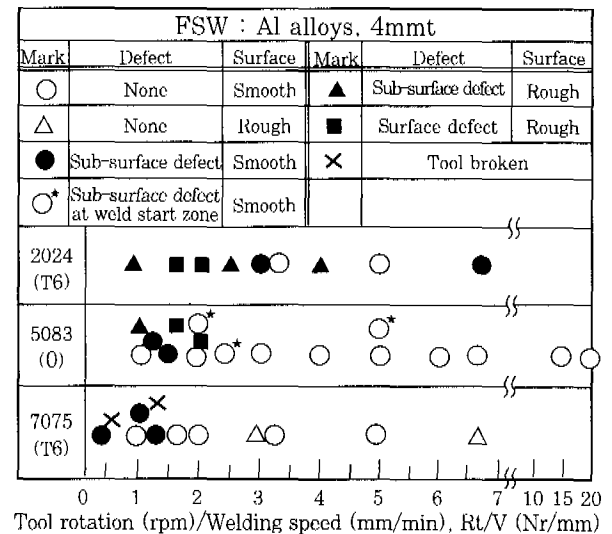 FSW : Al alloys, 4mmt
Mark Defect Surface Mark Defect Surface
○ None Smooth ▲ Sub-surface defect Rough
△ None Rough ■ Surface defect Rough
● Sub-surface defect Smooth × Tool broken
○★ Sub-surface defect at weld start zone Smooth
2024
(T6)
5083
(O)
7075
(T6)
0 1 2 3 4 5 6 7 10 15 20
Tool rotation (rpm)/Welding speed (mm/min), Rt/V (Nr/mm)